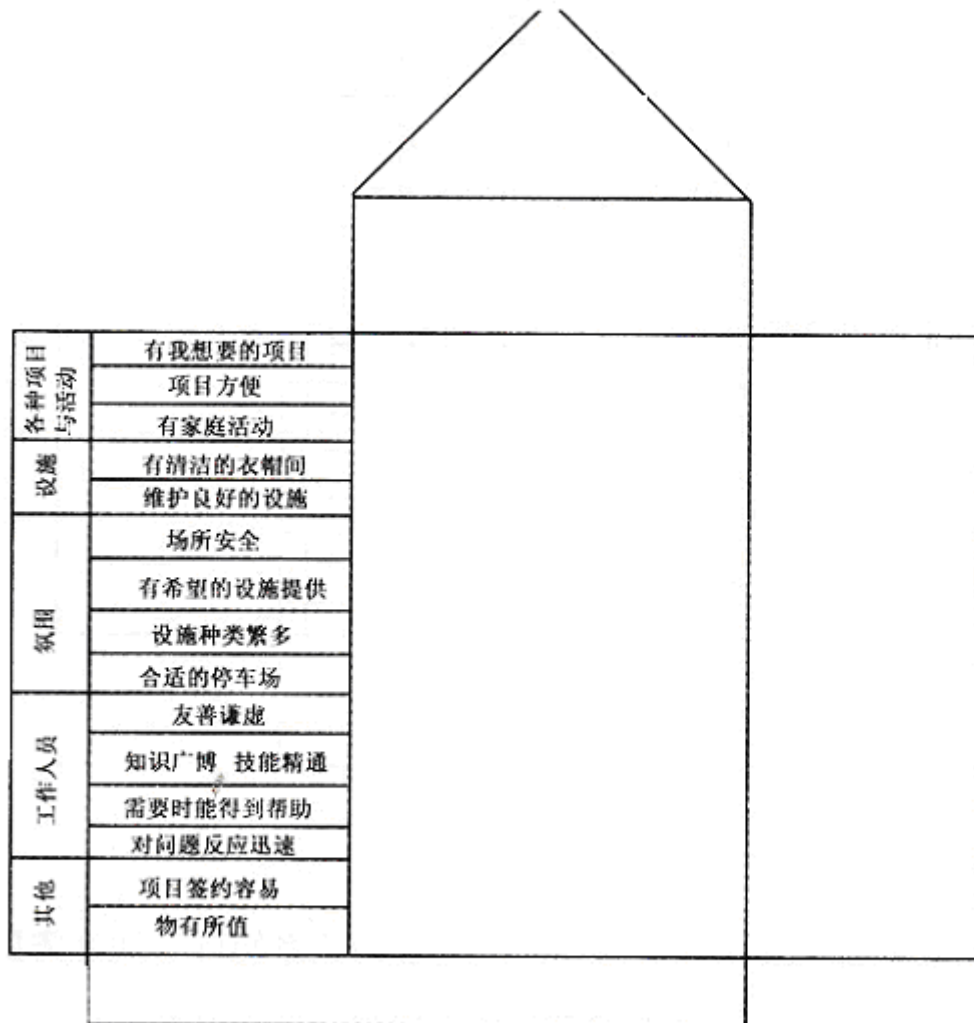 各种项目
与活动
有我想要的项目
项目方便
有家庭活动
设施
有清洁的衣帽间
维护良好的设施
氛围
场所安全
有希望的设施提供
设施种类繁多
合适的停车场
工作人员
友善谦虚
知识广博 技能精通
需要时能得到帮助
对问题反应迅速
其他
项目签约容易
物有所值